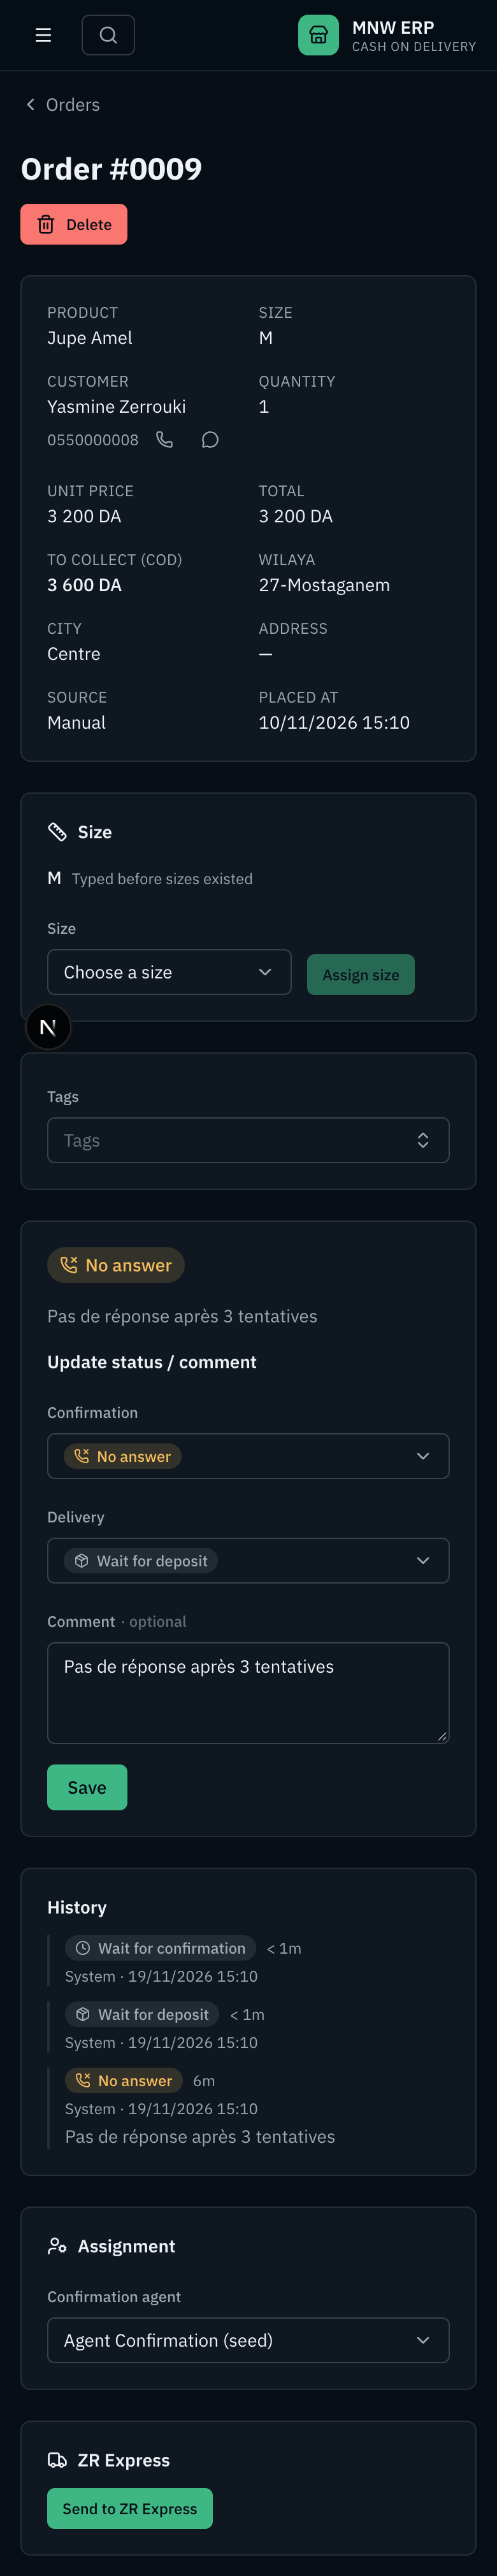 MNW ERP
CASH ON DELIVERY
Orders
Order #0009
Delete
PRODUCT SIZE
Jupe Amel M
CUSTOMER QUANTITY
Yasmine Zerrouki 1
0550000008
UNIT PRICE TOTAL
3 200 DA 3 200 DA
TO COLLECT (COD) WILAYA
3 600 DA 27-Mostaganem
CITY ADDRESS
Centre —
SOURCE PLACED AT
Manual 10/11/2026 15:10
Size
M Typed before sizes existed
Size
Choose a size Assign size
N
Tags
Tags
No answer
Pas de réponse après 3 tentatives
Update status / comment
Confirmation
No answer
Delivery
Wait for deposit
Comment · optional
Pas de réponse après 3 tentatives
Save
History
Wait for confirmation < 1m
System · 19/11/2026 15:10
Wait for deposit < 1m
System · 19/11/2026 15:10
No answer 6m
System · 19/11/2026 15:10
Pas de réponse après 3 tentatives
Assignment
Confirmation agent
Agent Confirmation (seed)
ZR Express
Send to ZR Express